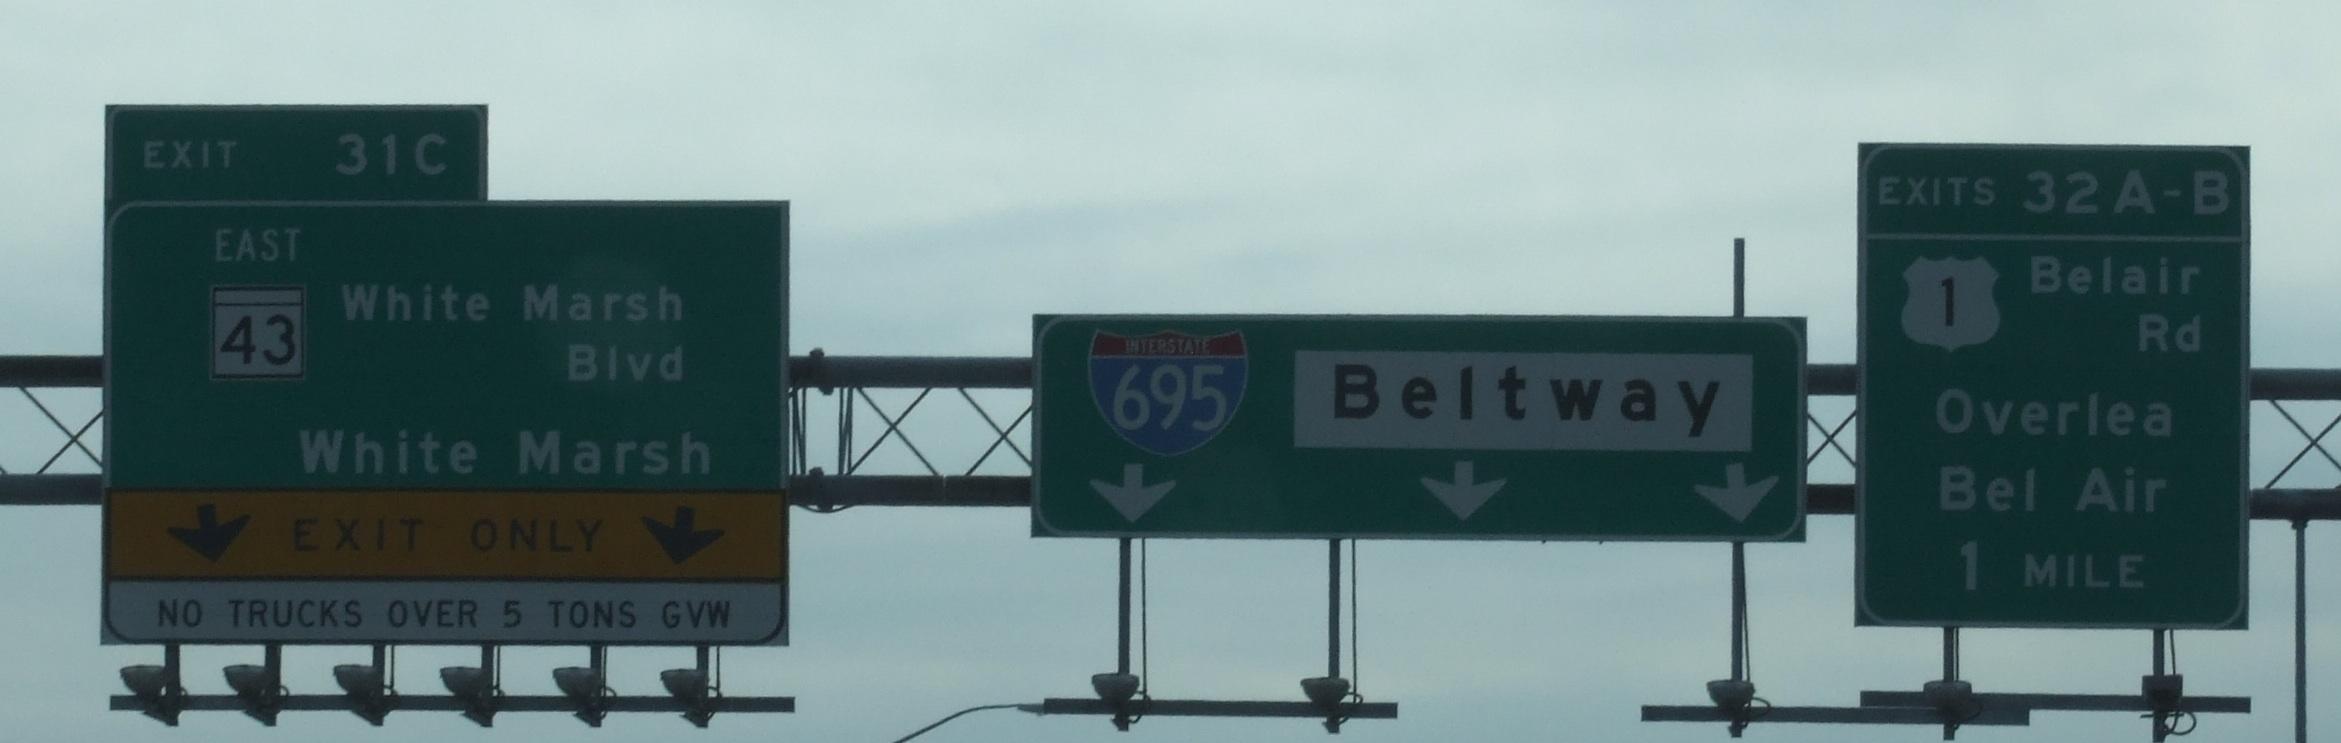 EXIT 31C
EAST
43 White Marsh
Blvd
White Marsh
EXIT ONLY
NO TRUCKS OVER 5 TONS GVW
INTERSTATE
695
Beltway
EXITS 32A-B
1 Belair
Rd
Overlea
Bel Air
1 MILE